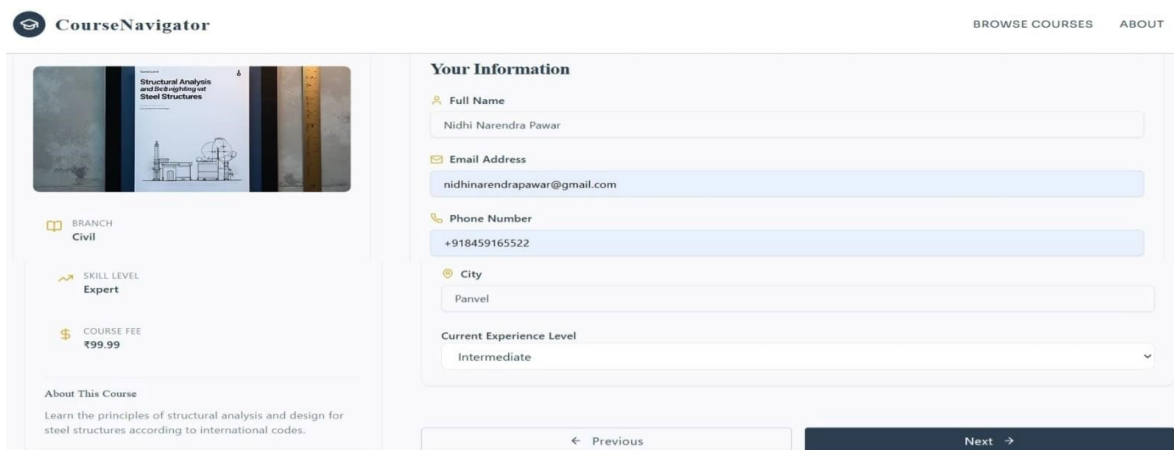 CourseNavigator
BROWSE COURSES ABOUT
Structural Analysis
and
Steel Structures
BRANCH
Civil
SKILL LEVEL
Expert
COURSE FEE
₹99.99
About This Course
Learn the principles of structural analysis and design for
steel structures according to international codes.
Your Information
Full Name
Nidhi Narendra Pawar
Email Address
nidhinarendrapawar@gmail.com
Phone Number
+918459165522
City
Panvel
Current Experience Level
Intermediate
← Previous
Next →